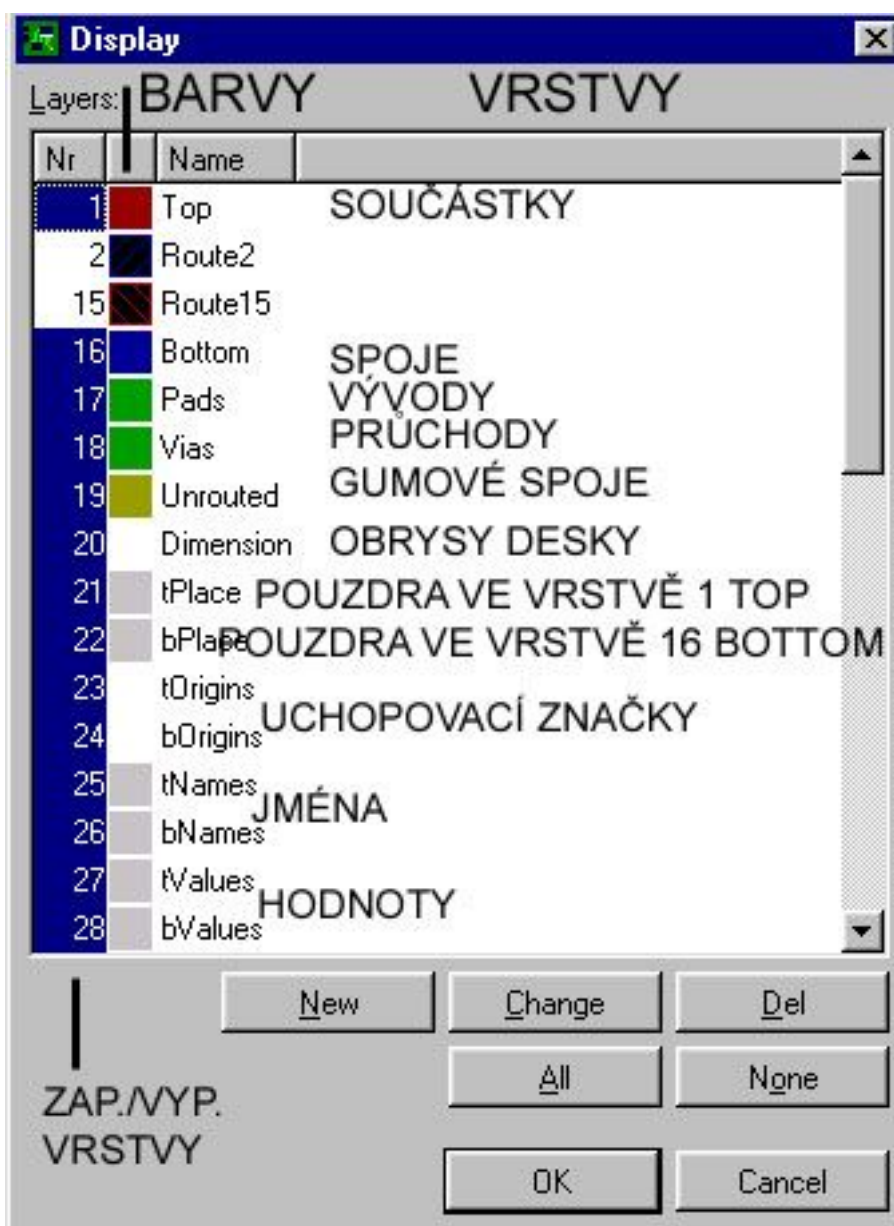 Display
Layers: BARVY VRSTVY
Nr Name
1 Top SOUČÁSTKY
2 Route2
15 Route15
16 Bottom SPOJE
17 Pads VÝVODY
18 Vias PRŮCHODY
19 Unrouted GUMOVÉ SPOJE
20 Dimension OBRYSY DESKY
21 tPlace POUZDRA VE VRSTVĚ 1 TOP
22 bPlace POUZDRA VE VRSTVĚ 16 BOTTOM
23 tOrigins
UCHOPOVACÍ ZNAČKY
24 bOrigins
25 tNames
JMÉNA
26 bNames
27 tValues
HODNOTY
28 bValues
New Change Del
All None
ZAP./VYP.
VRSTVY
OK Cancel